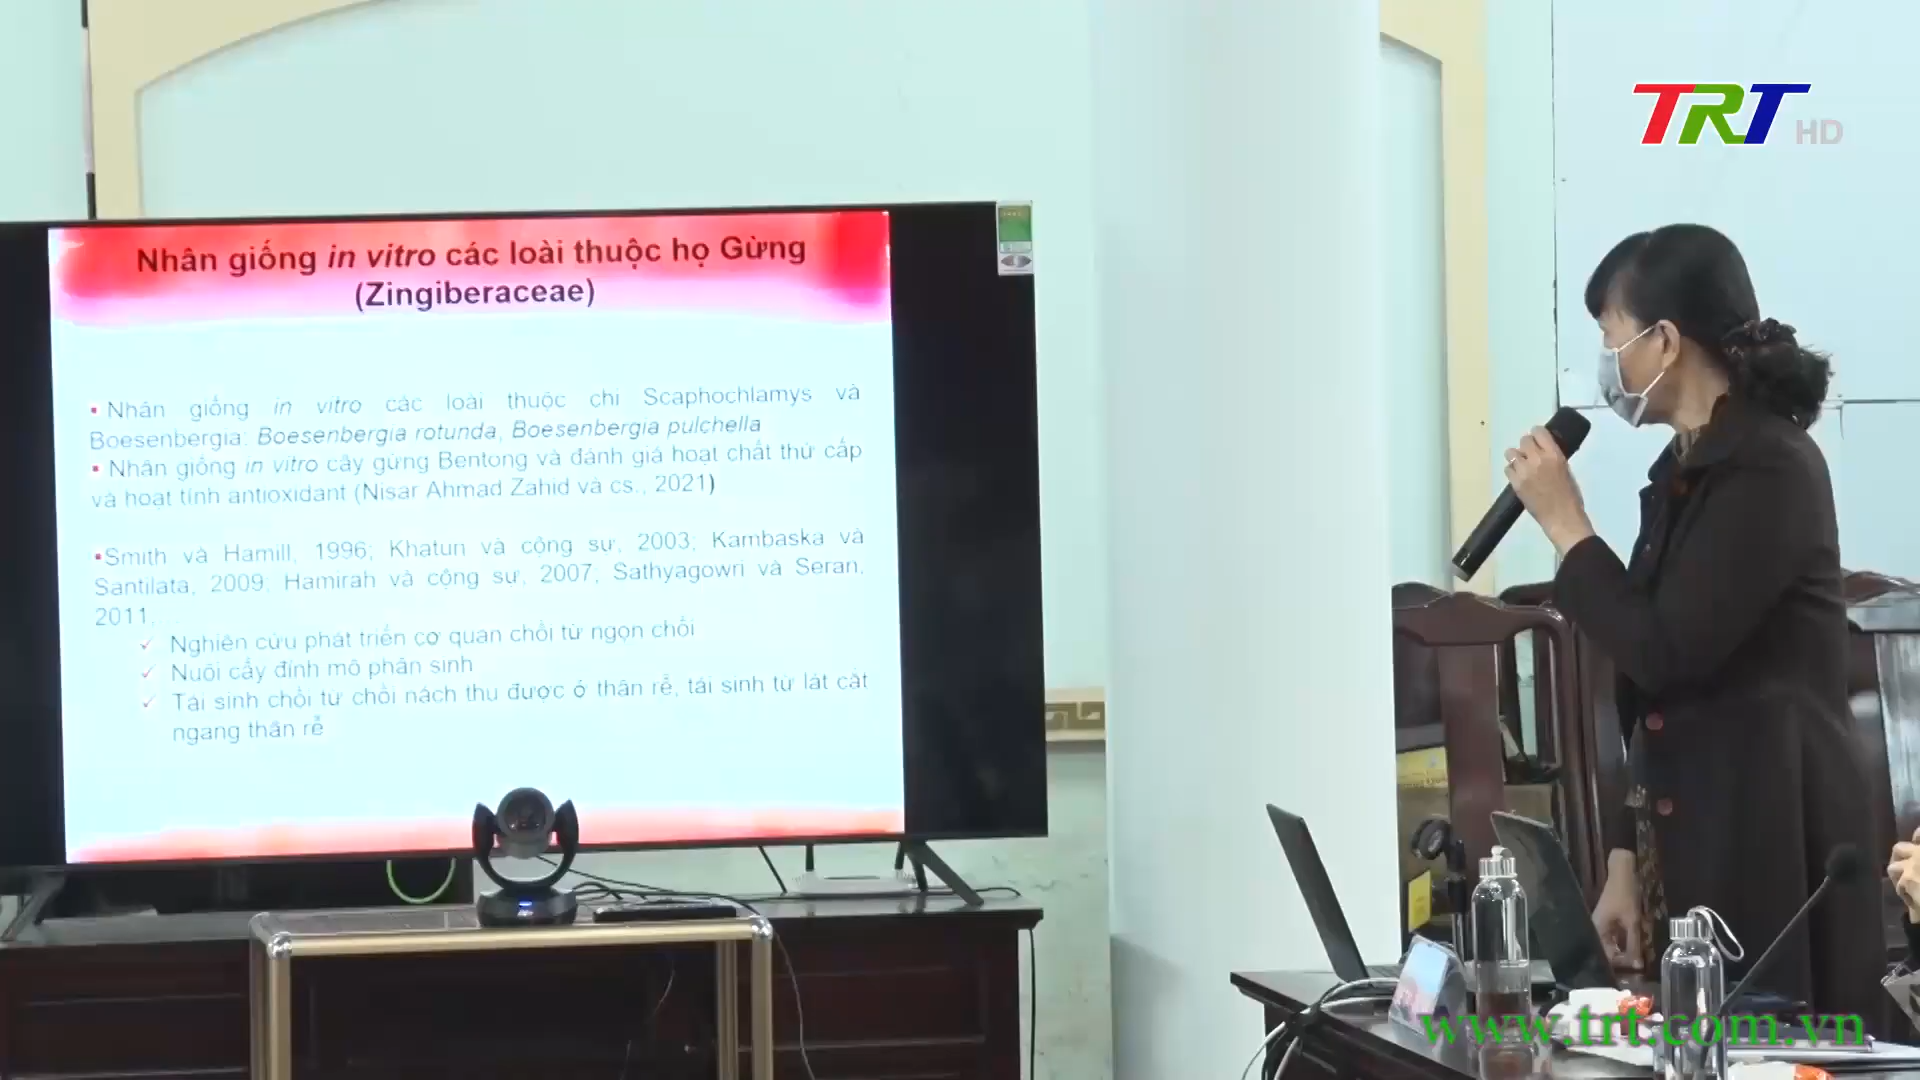 TRT HD
Nhân giống in vitro các loài thuộc họ Gừng
(Zingiberaceae)
▪ Nhân giống in vitro các loài thuộc chi Scaphochlamys và
Boesenbergia: Boesenbergia rotunda, Boesenbergia pulchella
▪ Nhân giống in vitro cây gừng Bentong và đánh giá hoạt chất thứ cấp
và hoạt tính antioxidant (Nisar Ahmad Zahid và cs., 2021)
▪Smith và Hamill, 1996; Khatun và cộng sự, 2003; Kambaska và
Santilata, 2009; Hamirah và cộng sự, 2007; Sathyagowri và Seran,
2011,...
✓ Nghiên cứu phát triển cơ quan chồi từ ngọn chồi
✓ Nuôi cấy đỉnh mô phân sinh
✓ Tái sinh chồi từ chồi nách thu được ở thân rễ, tái sinh từ lát cắt
ngang thân rễ
www.trt.com.vn